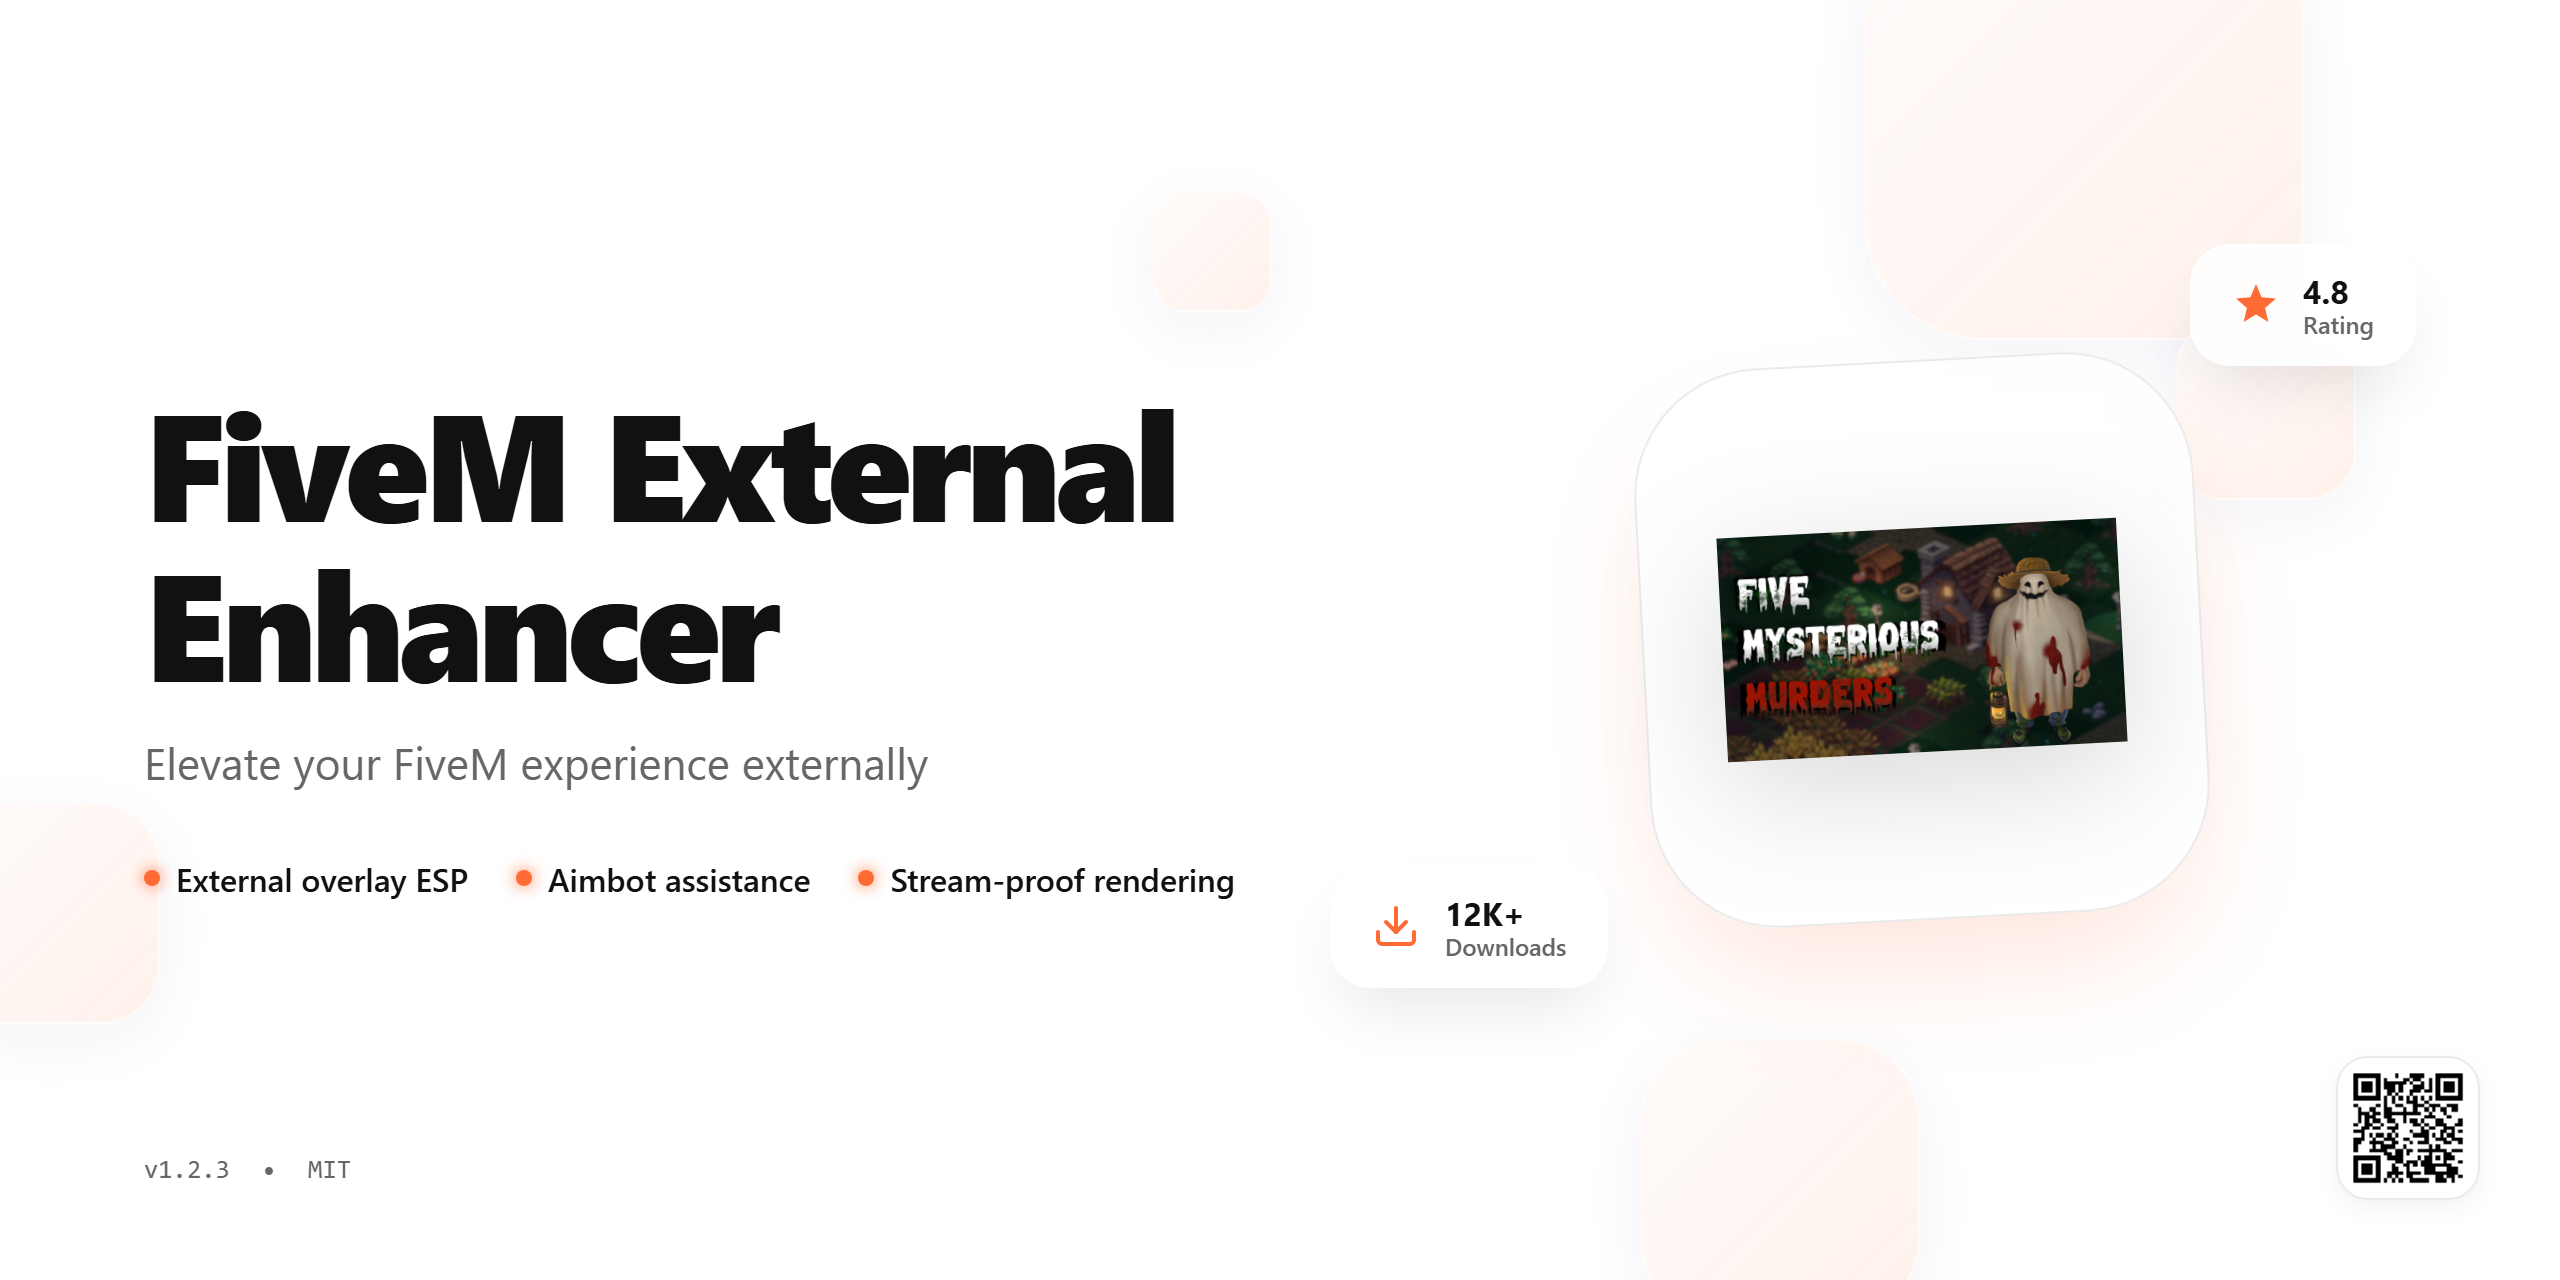 FiveM External
Enhancer
Elevate your FiveM experience externally
External overlay ESP
Aimbot assistance
Stream-proof rendering
v1.2.3 • MIT
4.8
Rating
FIVE
MYSTERIOUS
MURDERS
12K+
Downloads